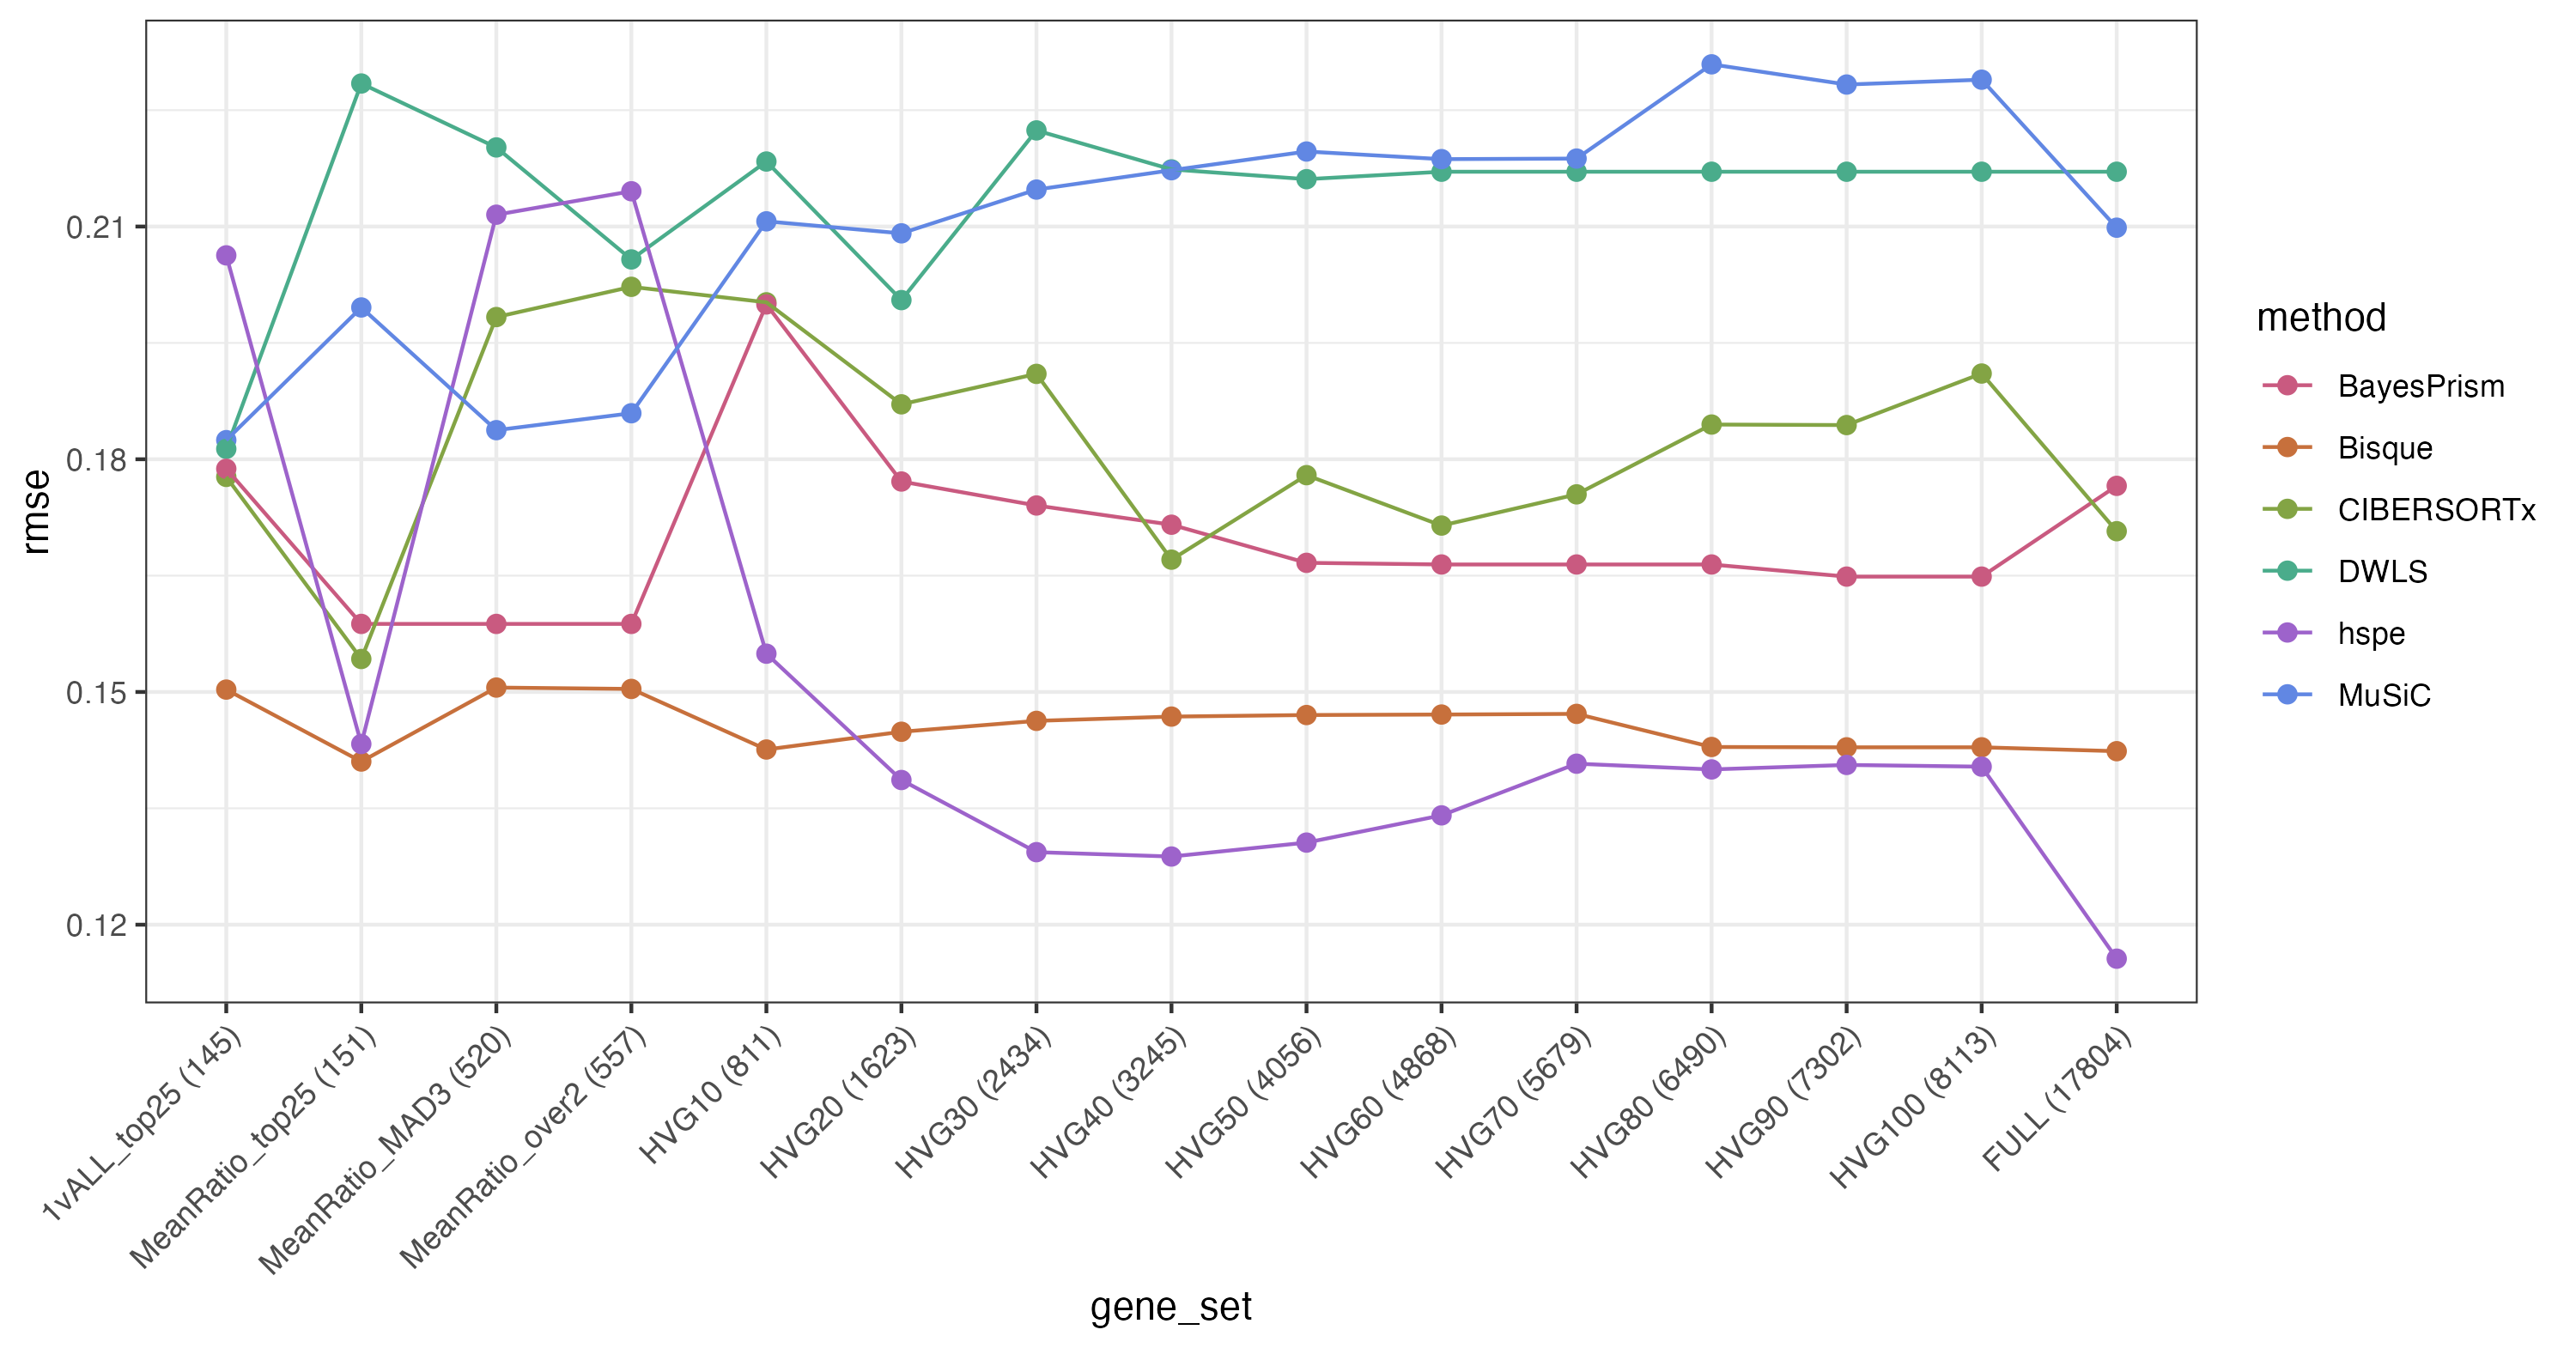 0.21
0.18
0.15
0.12
rmse
1vALL_top25 (145)
MeanRatio_top25 (151)
MeanRatio_MAD3 (520)
MeanRatio_over2 (557)
HVG10 (811)
HVG20 (1623)
HVG30 (2434)
HVG40 (3245)
HVG50 (4056)
HVG60 (4868)
HVG70 (5679)
HVG80 (6490)
HVG90 (7302)
HVG100 (8113)
FULL (17804)
gene_set
method
BayesPrism
Bisque
CIBERSORTx
DWLS
hspe
MuSiC